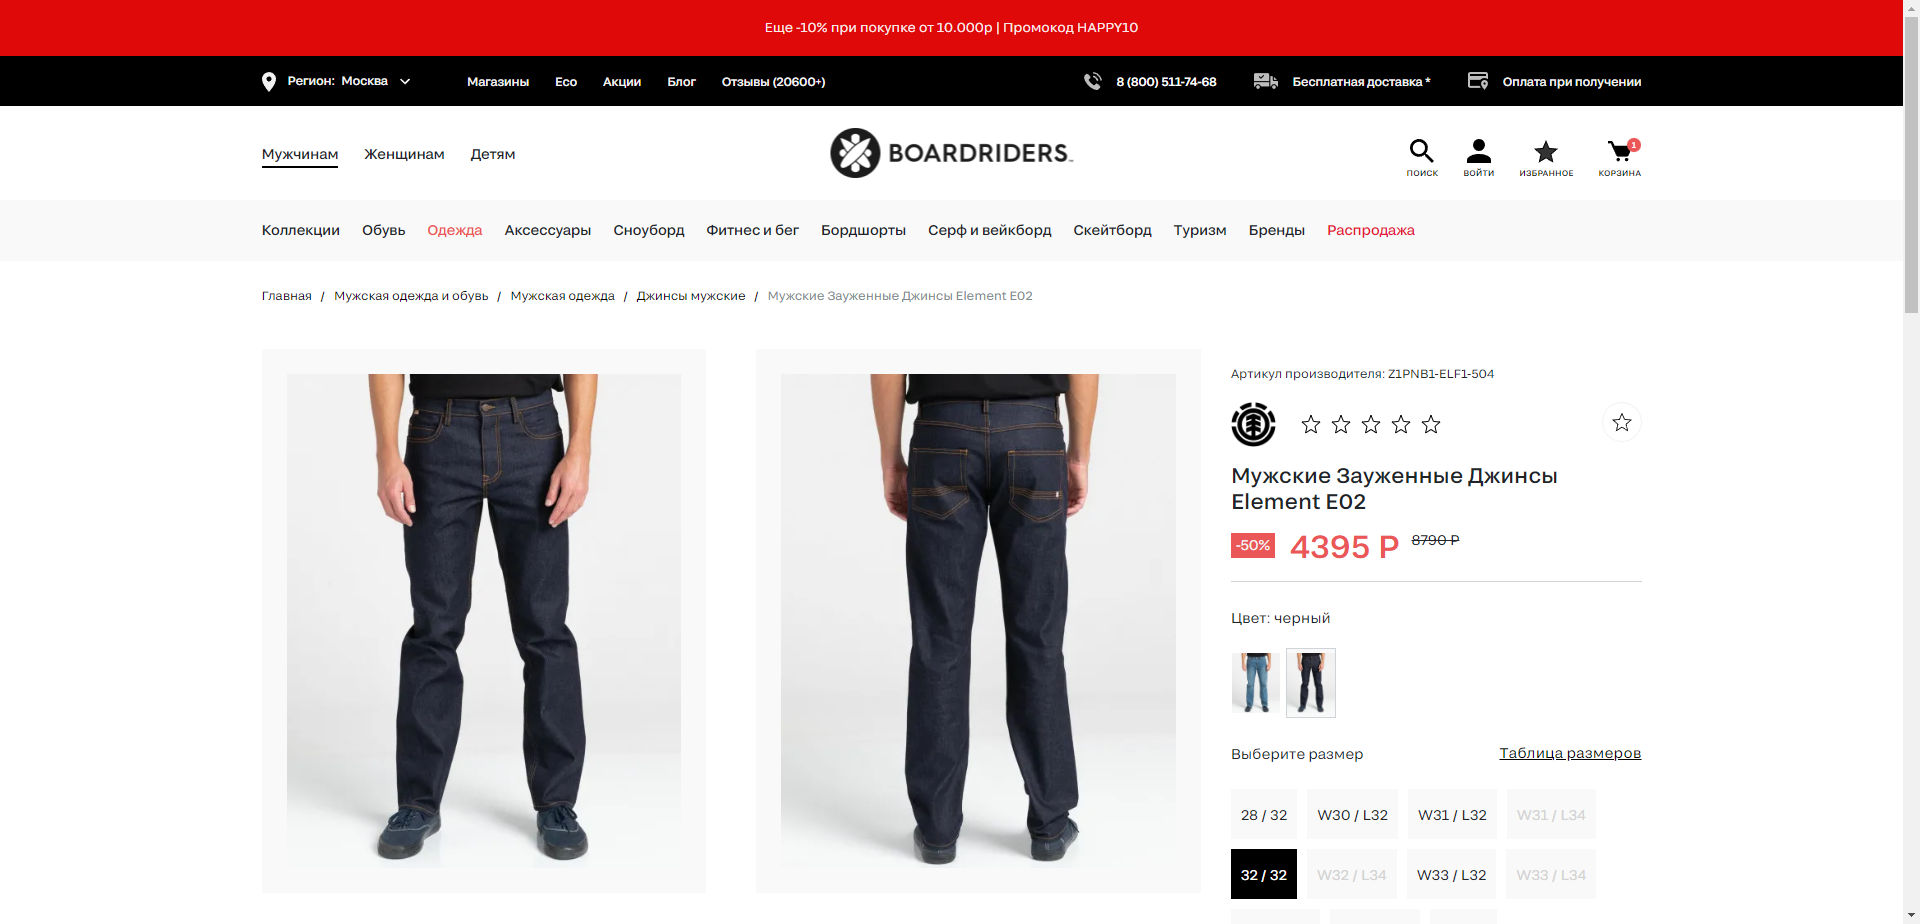 Еще -10% при покупке от 10.000р | Промокод HAPPY10
Регион: Москва
Магазины Eco Акции Блог Отзывы (20600+)
8 (800) 511-74-68 Бесплатная доставка * Оплата при получении
Мужчинам Женщинам Детям
BOARDRIDERS
1
ПОИСК ВОЙТИ ИЗБРАННОЕ КОРЗИНА
Коллекции Обувь Одежда Аксессуары Сноуборд Фитнес и бег Бордшорты Серф и вейкборд Скейтборд Туризм Бренды Распродажа
Главная / Мужская одежда и обувь / Мужская одежда / Джинсы мужские / Мужские Зауженные Джинсы Element E02
Артикул производителя: Z1PNB1-ELF1-504
Мужские Зауженные Джинсы
Element E02
-50% 4395 Р 8790 Р
Цвет: черный
Выберите размер Таблица размеров
28 / 32 W30 / L32 W31 / L32 W31 / L34
32 / 32 W32 / L34 W33 / L32 W33 / L34